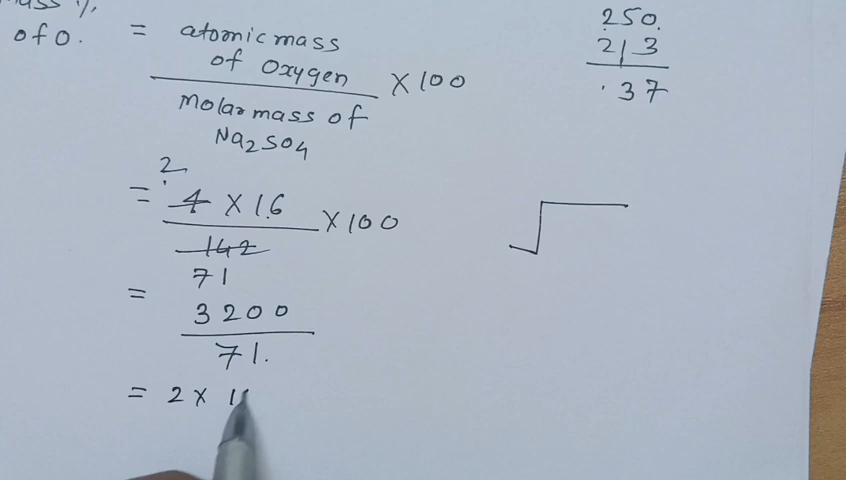 mass %
of O. = atomic mass
of Oxygen
× 100
molar mass of
Na₂SO₄
2
= 4 × 16 × 100
142
71
=
3200
71.
= 2 ×
250.
213
37